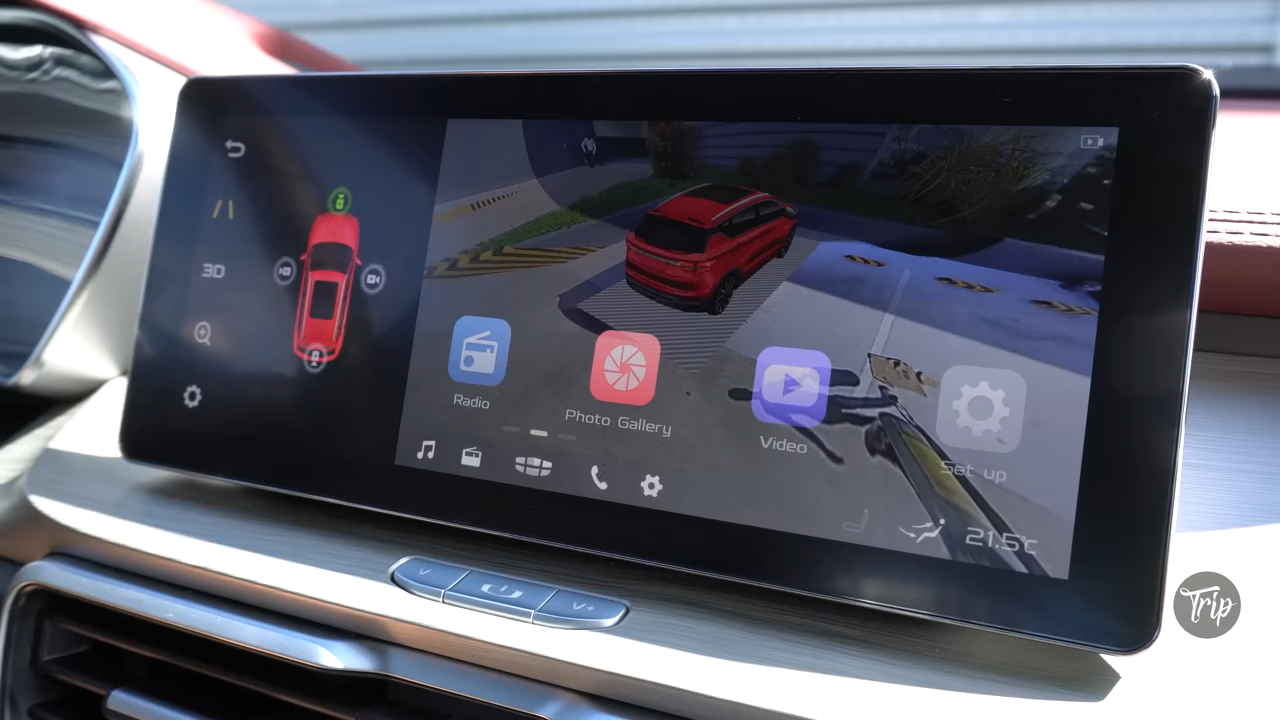 3D
Radio
Photo Gallery
Video
Set up
21.5°C
V-
V+
Trip